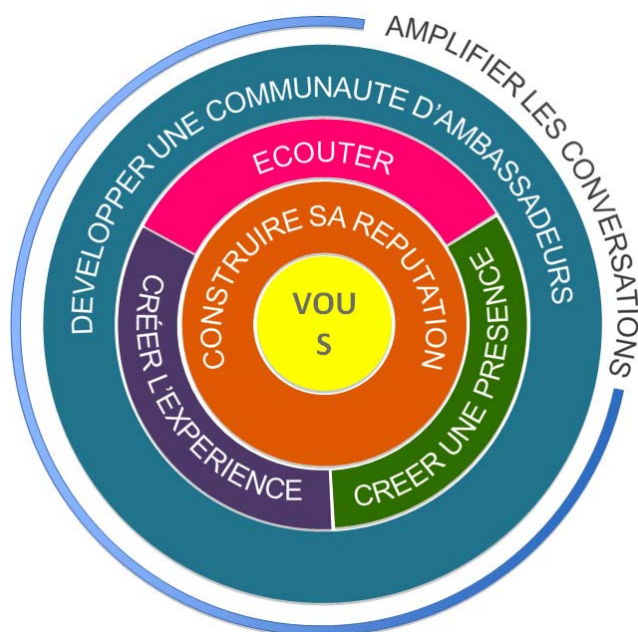 AMPLIFIER LES CONVERSATIONS
DEVELOPPER UNE COMMUNAUTE D'AMBASSADEURS
ECOUTER
CONSTRUIRE SA REPUTATION
VOU
S
CRÉER L'EXPERIENCE
CREER UNE PRESENCE